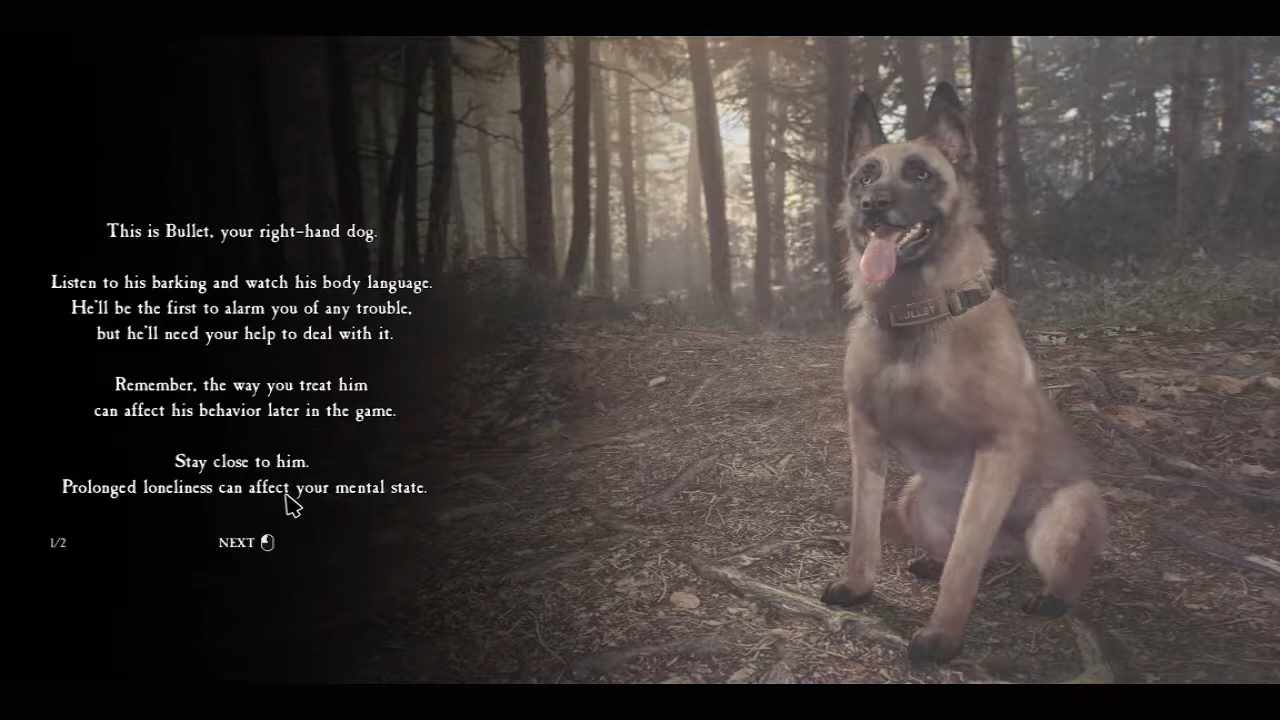 This is Bullet, your right-hand dog.
Listen to his barking and watch his body language.
He'll be the first to alarm you of any trouble,
but he'll need your help to deal with it.
Remember, the way you treat him
can affect his behavior later in the game.
Stay close to him.
Prolonged loneliness can affect your mental state.
1/2
NEXT
BULLET